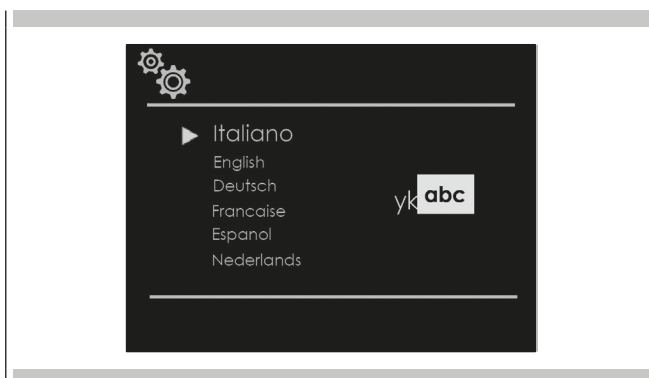 Italiano
English
Deutsch
Francaise
Espanol
Nederlands
yk abc